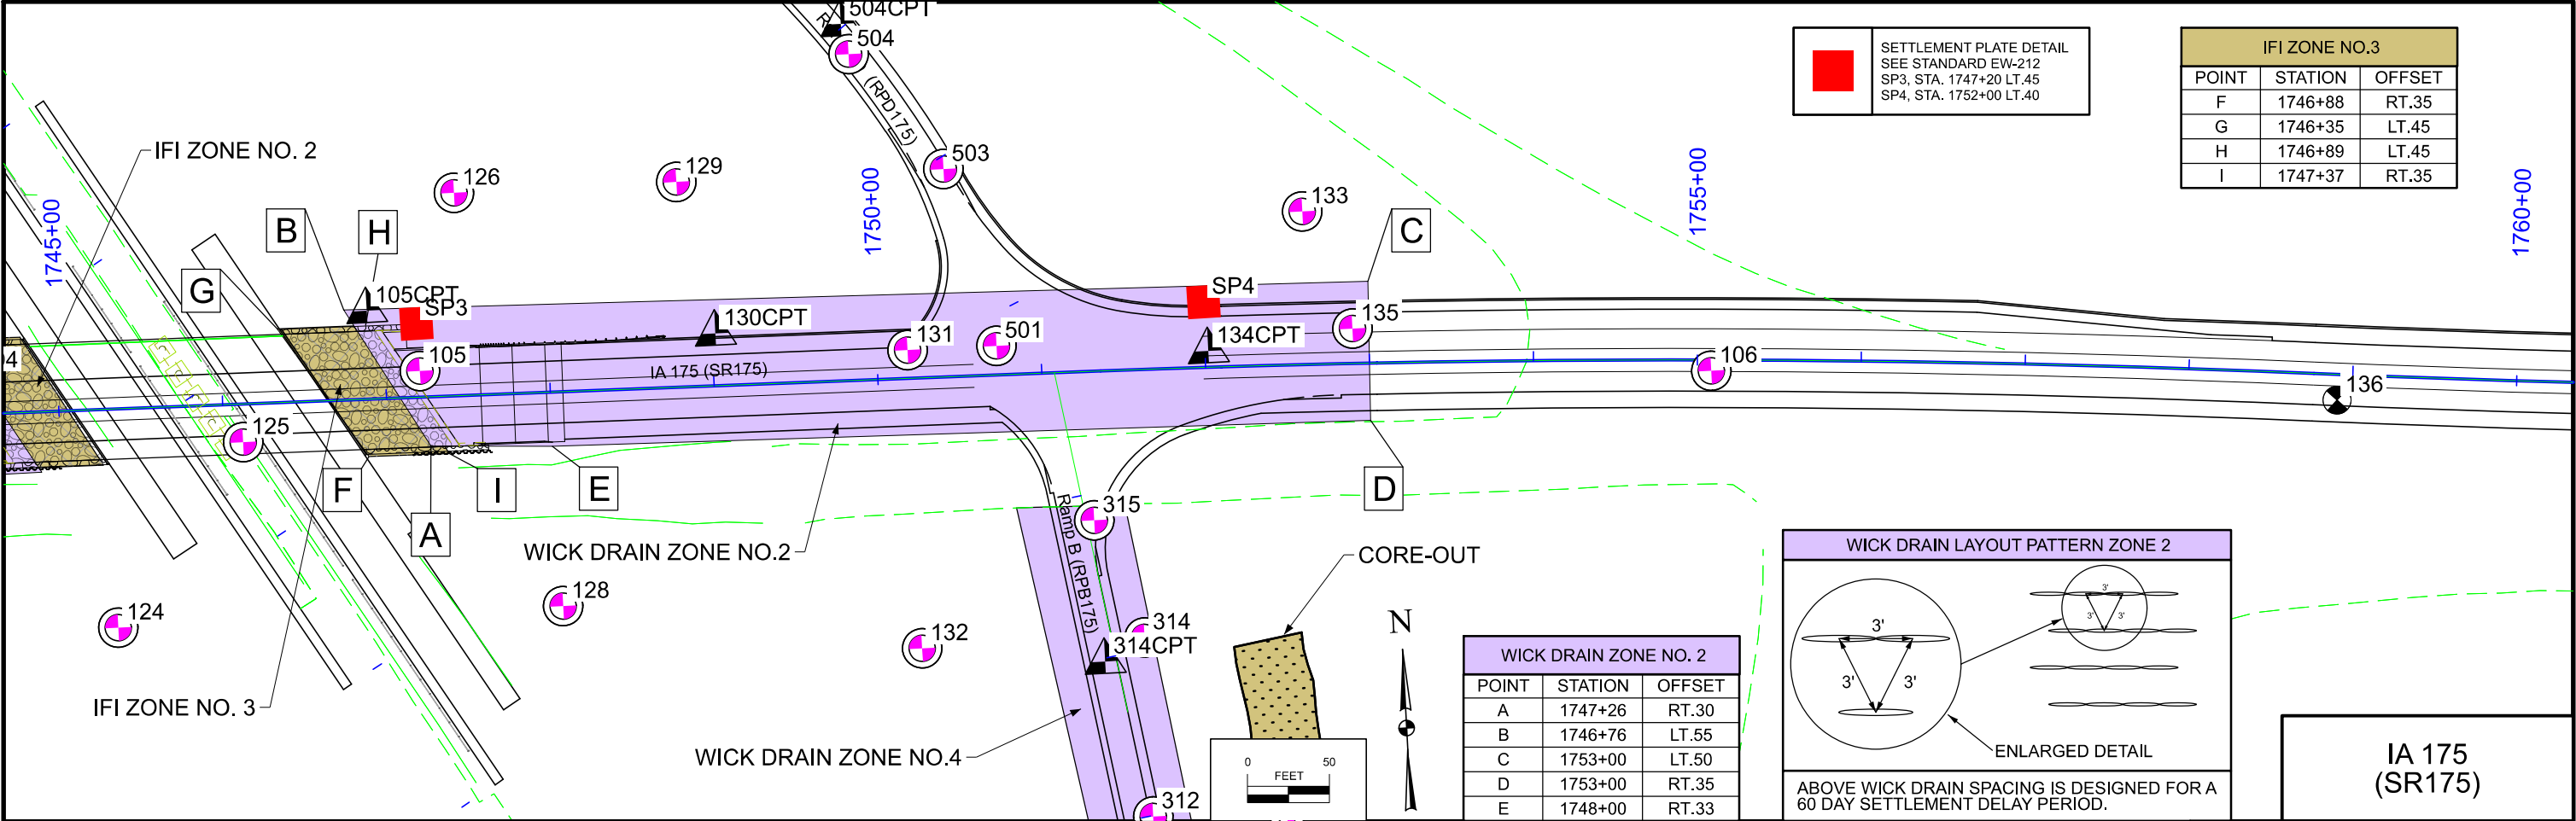 504CPT
504
(RPD175)
503
IFI ZONE NO. 2
126
129
133
1745+00
1750+00
1755+00
1760+00
B
H
G
C
105CPT
SP3
SP4
130CPT
131
501
134CPT
135
105
106
136
IA 175 (SR175)
125
F
A
I
E
D
315
Ramp B (RPB175)
WICK DRAIN ZONE NO.2
124
128
132
314
314CPT
312
IFI ZONE NO. 3
WICK DRAIN ZONE NO.4
CORE-OUT
N
0 50
FEET
SETTLEMENT PLATE DETAIL
SEE STANDARD EW-212
SP3, STA. 1747+20 LT.45
SP4, STA. 1752+00 LT.40
IFI ZONE NO.3
POINT STATION OFFSET
F 1746+88 RT.35
G 1746+35 LT.45
H 1746+89 LT.45
I 1747+37 RT.35
WICK DRAIN ZONE NO. 2
POINT STATION OFFSET
A 1747+26 RT.30
B 1746+76 LT.55
C 1753+00 LT.50
D 1753+00 RT.35
E 1748+00 RT.33
WICK DRAIN LAYOUT PATTERN ZONE 2
3'
3' 3'
3'
3' 3'
ENLARGED DETAIL
ABOVE WICK DRAIN SPACING IS DESIGNED FOR A
60 DAY SETTLEMENT DELAY PERIOD.
IA 175
(SR175)